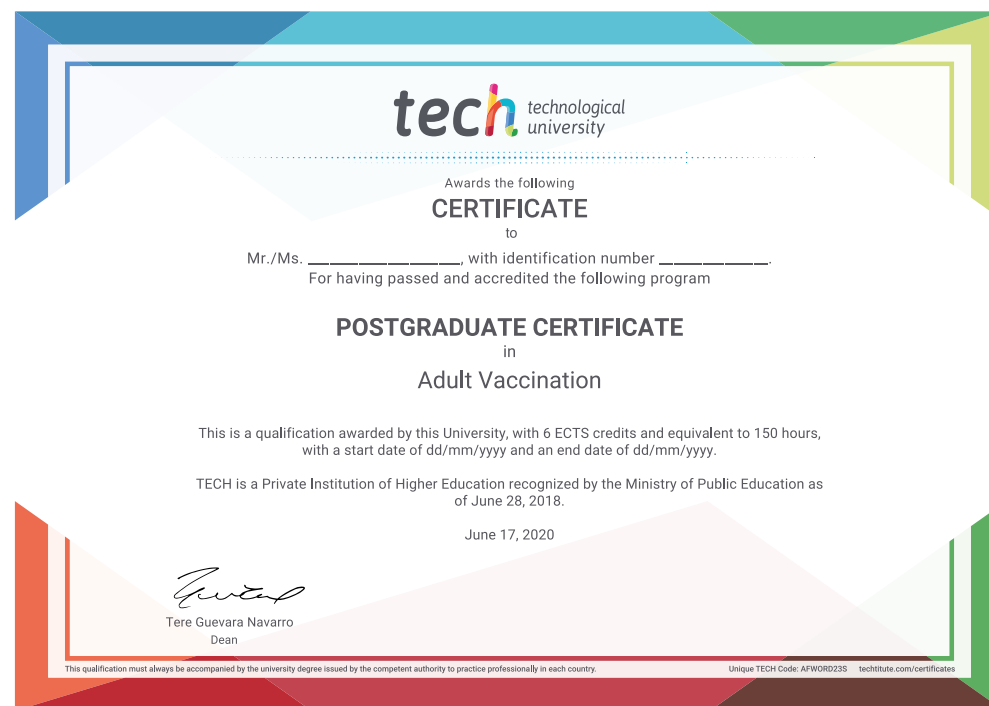 tech technological
university
Awards the following
CERTIFICATE
to
Mr./Ms. ____________________, with identification number ______________.
For having passed and accredited the following program
POSTGRADUATE CERTIFICATE
in
Adult Vaccination
This is a qualification awarded by this University, with 6 ECTS credits and equivalent to 150 hours,
with a start date of dd/mm/yyyy and an end date of dd/mm/yyyy.
TECH is a Private Institution of Higher Education recognized by the Ministry of Public Education as
of June 28, 2018.
June 17, 2020
Tere Guevara Navarro
Dean
This qualification must always be accompanied by the university degree issued by the competent authority to practice professionally in each country. Unique TECH Code: AFWORD23S techtitute.com/certificates